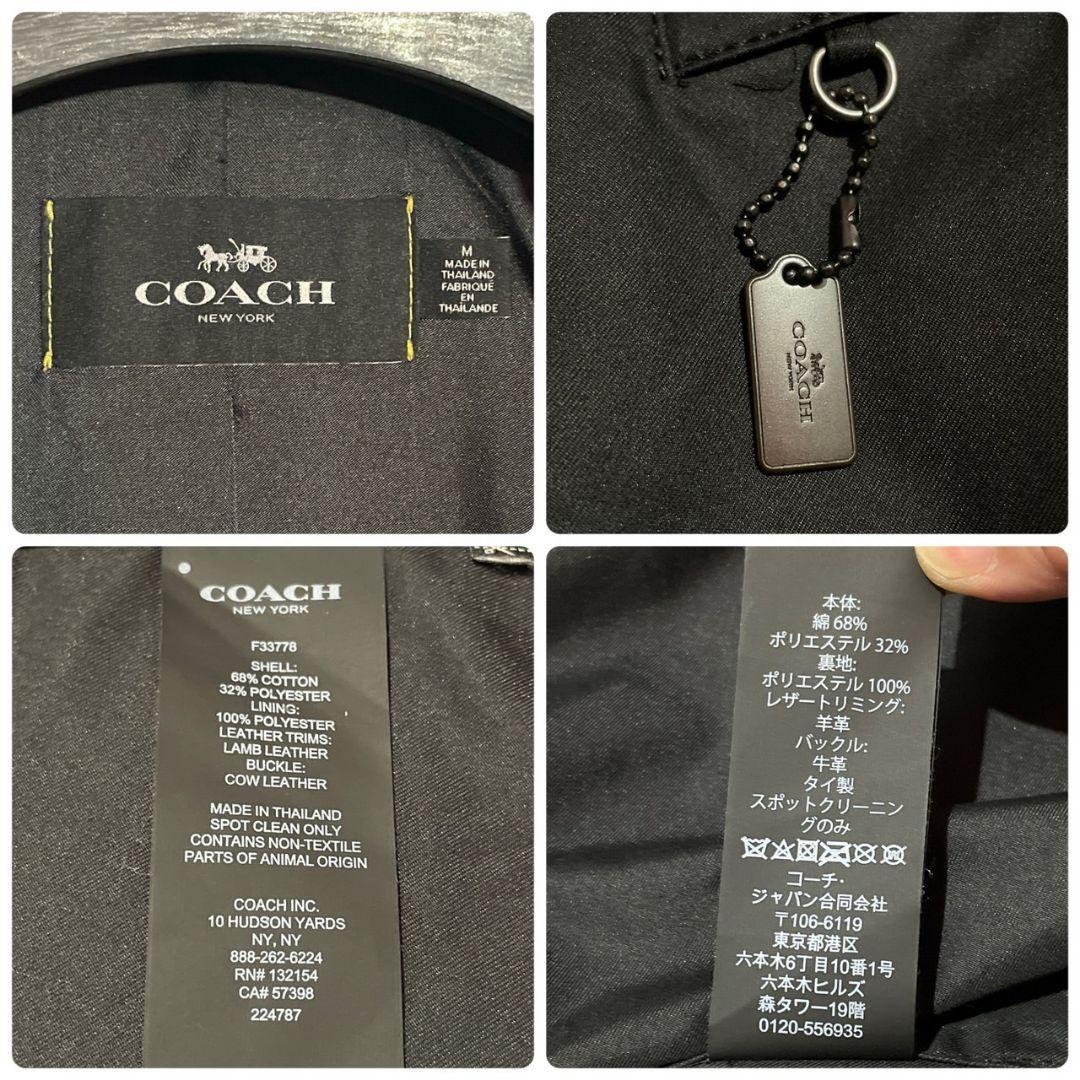 COACH
NEW YORK
M
MADE IN
THAILAND
FABRIQUÉ
EN
THAÏLANDE
COACH
NEW YORK
COACH
NEW YORK
F33778
SHELL:
68% COTTON
32% POLYESTER
LINING:
100% POLYESTER
LEATHER TRIMS:
LAMB LEATHER
BUCKLE:
COW LEATHER
MADE IN THAILAND
SPOT CLEAN ONLY
CONTAINS NON-TEXTILE
PARTS OF ANIMAL ORIGIN
COACH INC.
10 HUDSON YARDS
NY, NY
888-262-6224
RN# 132154
CA# 57398
224787
本体:
綿 68%
ポリエステル 32%
裏地:
ポリエステル 100%
レザートリミング:
羊革
バックル:
牛革
タイ製
スポットクリーニン
グのみ
コーチ・
ジャパン合同会社
〒106-6119
東京都港区
六本木6丁目10番1号
六本木ヒルズ
森タワー19階
0120-556935